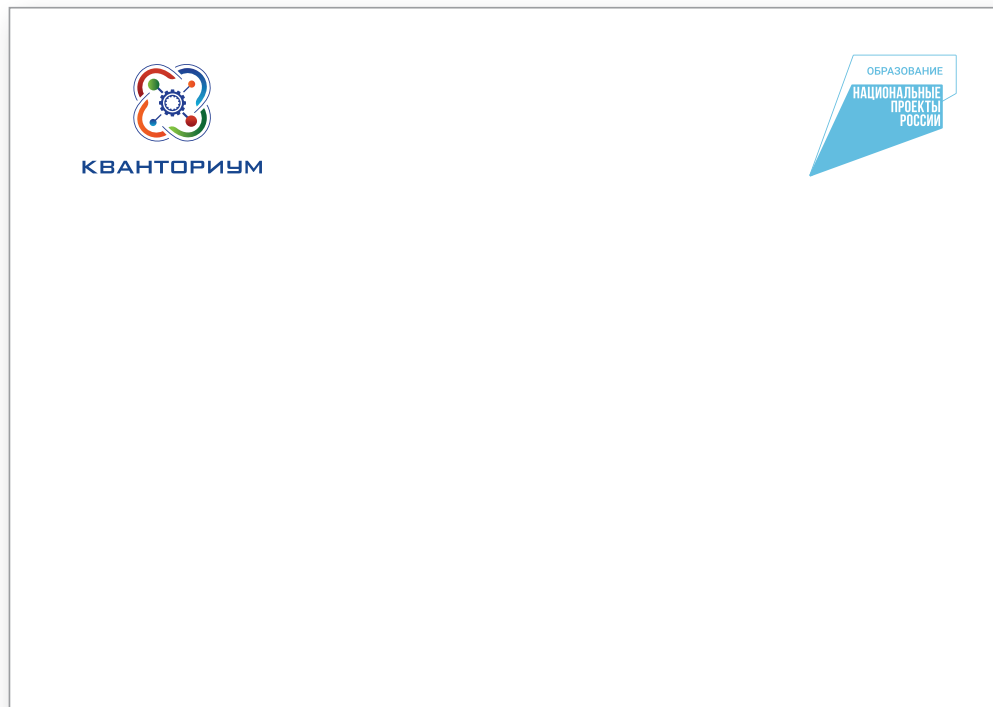 КВАНТОРИУМ
ОБРАЗОВАНИЕ
НАЦИОНАЛЬНЫЕ
ПРОЕКТЫ
РОССИИ